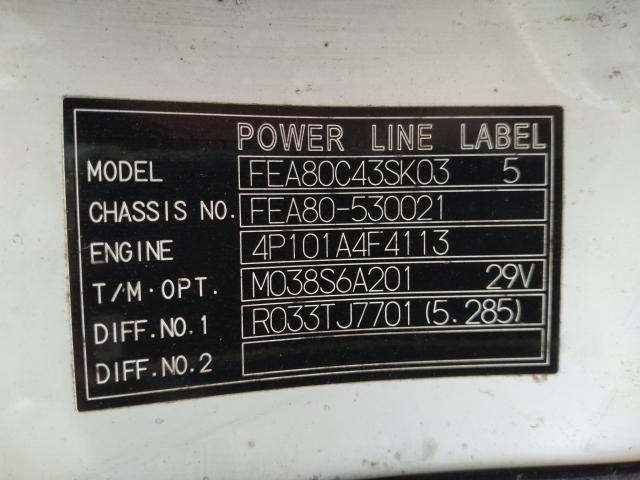 POWER LINE LABEL
MODEL FEA80C43SK03 5
CHASSIS NO. FEA80-530021
ENGINE 4P101A4F4113
T/M·OPT. M038S6A201 29V
DIFF.NO.1 R033TJ7701(5.285)
DIFF.NO.2